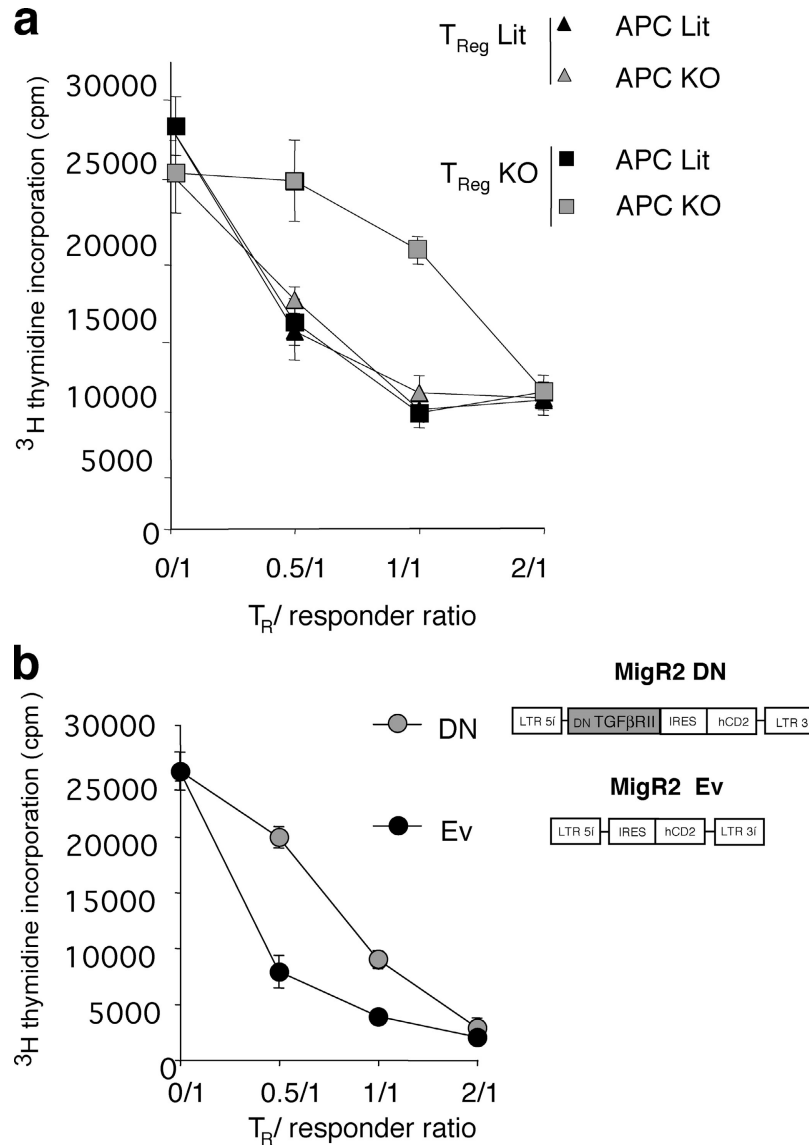 a
T Reg Lit
APC Lit
APC KO
T Reg KO
APC Lit
APC KO
3H thymidine incorporation (cpm)
30000
25000
20000
15000
10000
5000
0
0/1 0.5/1 1/1 2/1
TR/ responder ratio
b
MigR2 DN
LTR 5í DN TGFβRII IRES hCD2 LTR 3
MigR2 Ev
LTR 5í IRES hCD2 LTR 3í
DN
Ev
3H thymidine incorporation (cpm)
30000
25000
20000
15000
10000
5000
0
0/1 0.5/1 1/1 2/1
TR/ responder ratio